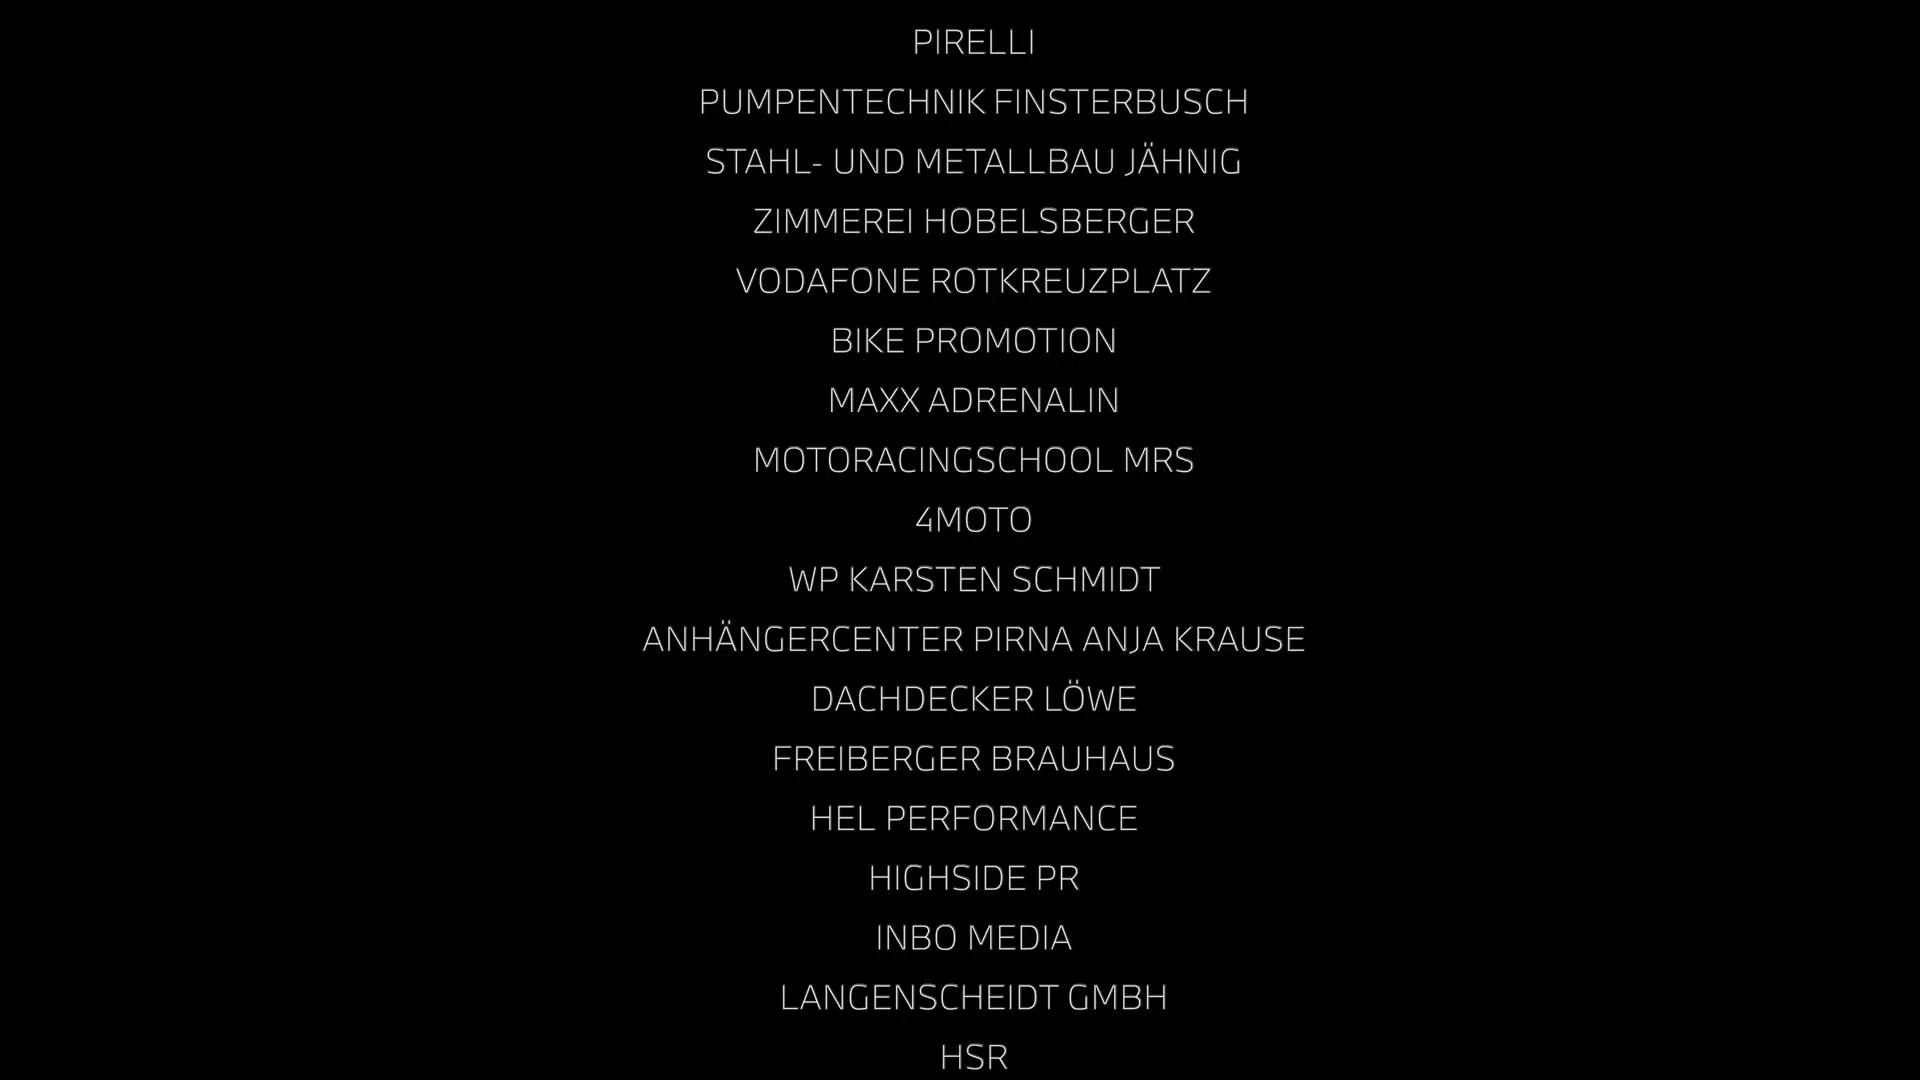 PIRELLI
PUMPENTECHNIK FINSTERBUSCH
STAHL- UND METALLBAU JÄHNIG
ZIMMEREI HOBELSBERGER
VODAFONE ROTKREUZPLATZ
BIKE PROMOTION
MAXX ADRENALIN
MOTORACINGSCHOOL MRS
4MOTO
WP KARSTEN SCHMIDT
ANHÄNGERCENTER PIRNA ANJA KRAUSE
DACHDECKER LÖWE
FREIBERGER BRAUHAUS
HEL PERFORMANCE
HIGHSIDE PR
INBO MEDIA
LANGENSCHEIDT GMBH
HSR